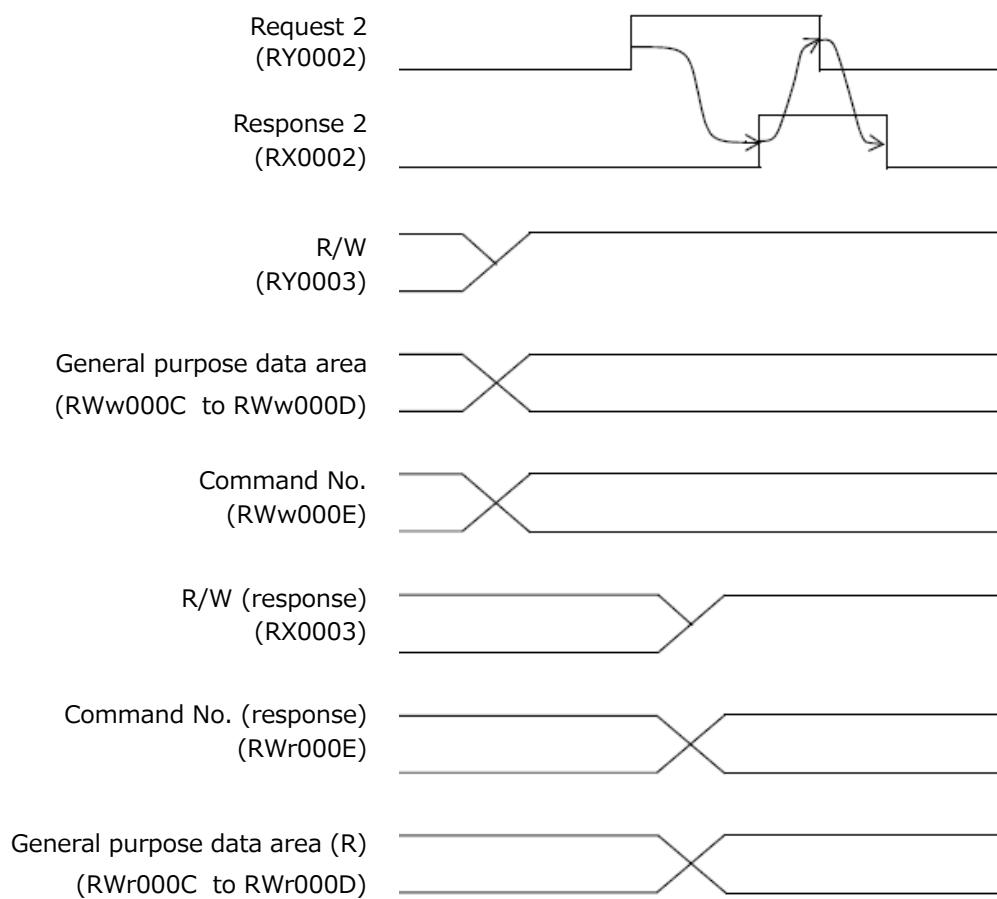 Request 2
(RY0002)
Response 2
(RX0002)
R/W
(RY0003)
General purpose data area
(RWw000C to RWw000D)
Command No.
(RWw000E)
R/W (response)
(RX0003)
Command No. (response)
(RWr000E)
General purpose data area (R)
(RWr000C to RWr000D)